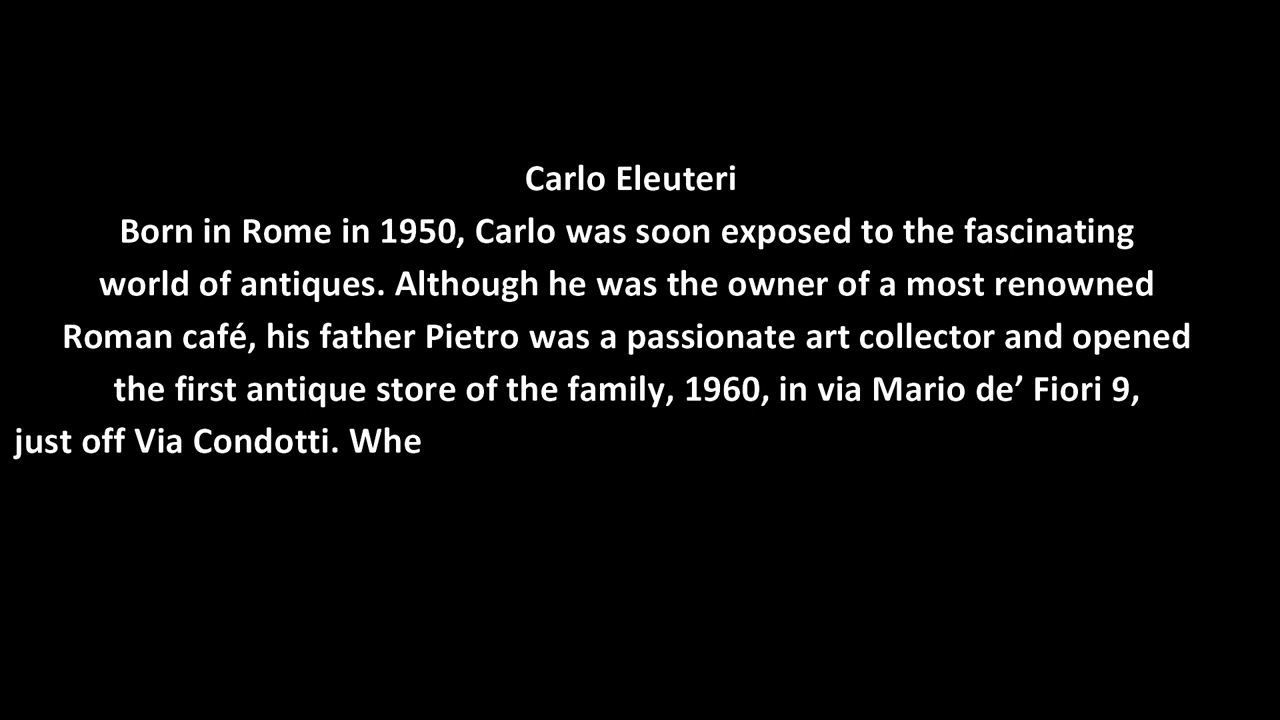 Carlo Eleuteri
Born in Rome in 1950, Carlo was soon exposed to the fascinating
world of antiques. Although he was the owner of a most renowned
Roman café, his father Pietro was a passionate art collector and opened
the first antique store of the family, 1960, in via Mario de’ Fiori 9,
just off Via Condotti. Whe